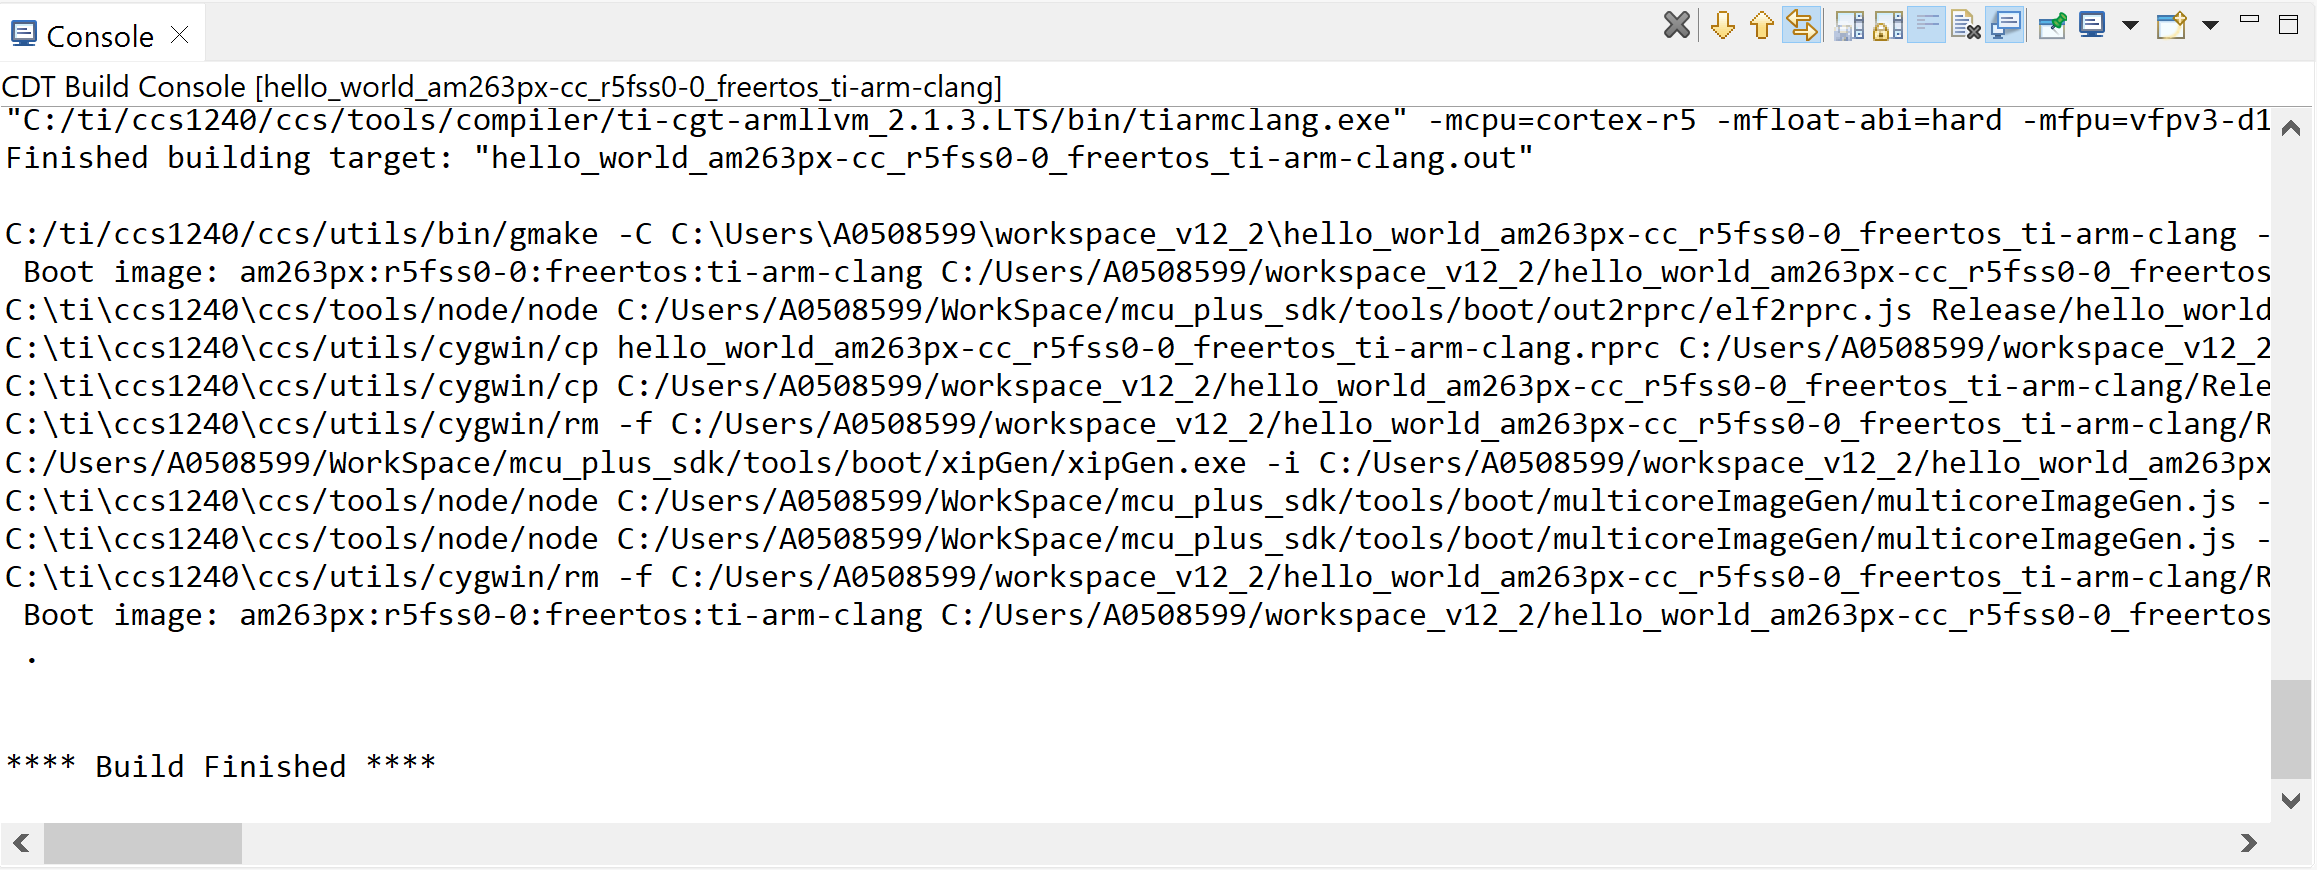 Console
CDT Build Console [hello_world_am263px-cc_r5fss0-0_freertos_ti-arm-clang]
"C:/ti/ccs1240/ccs/tools/compiler/ti-cgt-armllvm_2.1.3.LTS/bin/tiarmclang.exe" -mcpu=cortex-r5 -mfloat-abi=hard -mfpu=vfpv3-d1
Finished building target: "hello_world_am263px-cc_r5fss0-0_freertos_ti-arm-clang.out"
C:/ti/ccs1240/ccs/utils/bin/gmake -C C:\Users\A0508599\workspace_v12_2\hello_world_am263px-cc_r5fss0-0_freertos_ti-arm-clang -
Boot image: am263px:r5fss0-0:freertos:ti-arm-clang C:/Users/A0508599/workspace_v12_2/hello_world_am263px-cc_r5fss0-0_freertos
C:\ti\ccs1240\ccs/tools/node/node C:/Users/A0508599/WorkSpace/mcu_plus_sdk/tools/boot/out2rprc/elf2rprc.js Release/hello_world
C:\ti\ccs1240\ccs/utils/cygwin/cp hello_world_am263px-cc_r5fss0-0_freertos_ti-arm-clang.rprc C:/Users/A0508599/workspace_v12_2
C:\ti\ccs1240\ccs/utils/cygwin/cp C:/Users/A0508599/workspace_v12_2/hello_world_am263px-cc_r5fss0-0_freertos_ti-arm-clang/Rele
C:\ti\ccs1240\ccs/utils/cygwin/rm -f C:/Users/A0508599/workspace_v12_2/hello_world_am263px-cc_r5fss0-0_freertos_ti-arm-clang/R
C:/Users/A0508599/WorkSpace/mcu_plus_sdk/tools/boot/xipGen/xipGen.exe -i C:/Users/A0508599/workspace_v12_2/hello_world_am263px
C:\ti\ccs1240\ccs/tools/node/node C:/Users/A0508599/WorkSpace/mcu_plus_sdk/tools/boot/multicoreImageGen/multicoreImageGen.js -
C:\ti\ccs1240\ccs/tools/node/node C:/Users/A0508599/WorkSpace/mcu_plus_sdk/tools/boot/multicoreImageGen/multicoreImageGen.js -
C:\ti\ccs1240\ccs/utils/cygwin/rm -f C:/Users/A0508599/workspace_v12_2/hello_world_am263px-cc_r5fss0-0_freertos_ti-arm-clang/R
Boot image: am263px:r5fss0-0:freertos:ti-arm-clang C:/Users/A0508599/workspace_v12_2/hello_world_am263px-cc_r5fss0-0_freertos
.
**** Build Finished ****